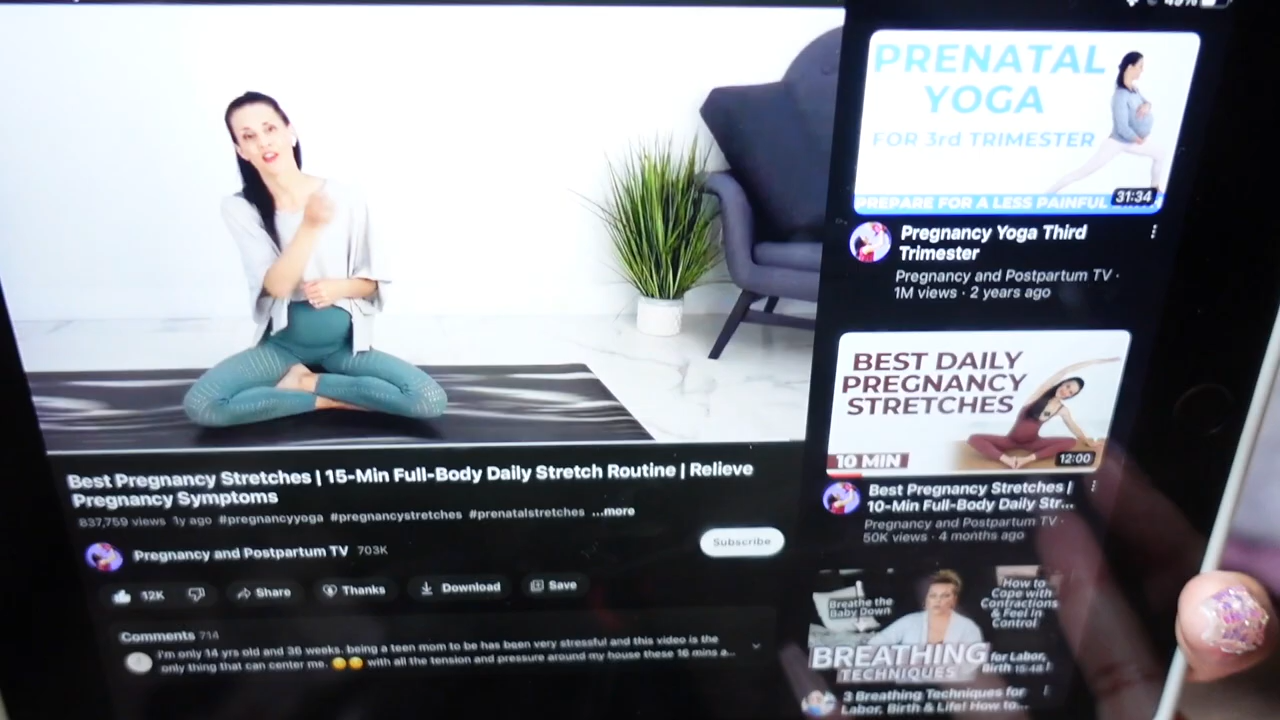 49%
Best Pregnancy Stretches | 15-Min Full-Body Daily Stretch Routine | Relieve
Pregnancy Symptoms
837,759 views 1y ago #pregnancyyoga #pregnancystretches #prenatalstretches ...more
Pregnancy and Postpartum TV 703K
Subscribe
12K
Share
Thanks
Download
Save
Comments 714
I'm only 14 yrs old and 36 weeks. being a teen mom to be has been very stressful and this video is the
only thing that can center me. with all the tension and pressure around my house these 16 mins a...
PRENATAL
YOGA
FOR 3rd TRIMESTER
PREPARE FOR A LESS PAINFUL
31:34
Pregnancy Yoga Third
Trimester
Pregnancy and Postpartum TV ·
1M views · 2 years ago
BEST DAILY
PREGNANCY
STRETCHES
10 MIN
12:00
Best Pregnancy Stretches |
10-Min Full-Body Daily Str...
Pregnancy and Postpartum TV ·
50K views · 4 months ago
Breathe the
Baby Down
How to
Cope with
Contractions
& Feel In
Control
BREATHING
TECHNIQUES
for Labor,
Birth
15:48
3 Breathing Techniques for
Labor, Birth & Life! How to...